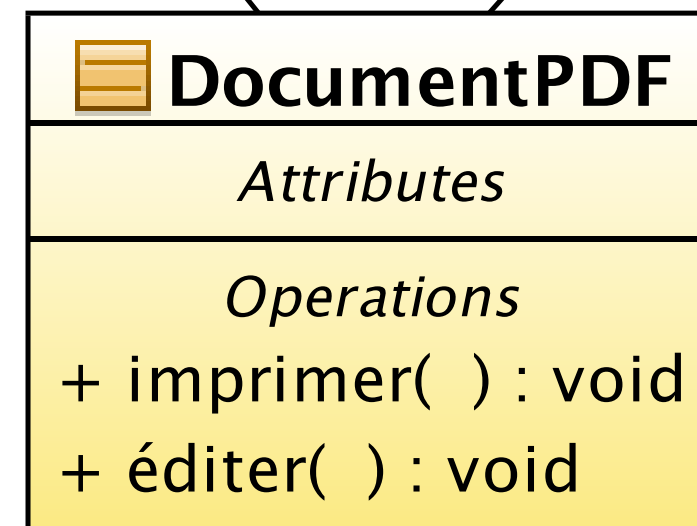 DocumentPDF
Attributes
Operations
+ imprimer( ) : void
+ éditer( ) : void